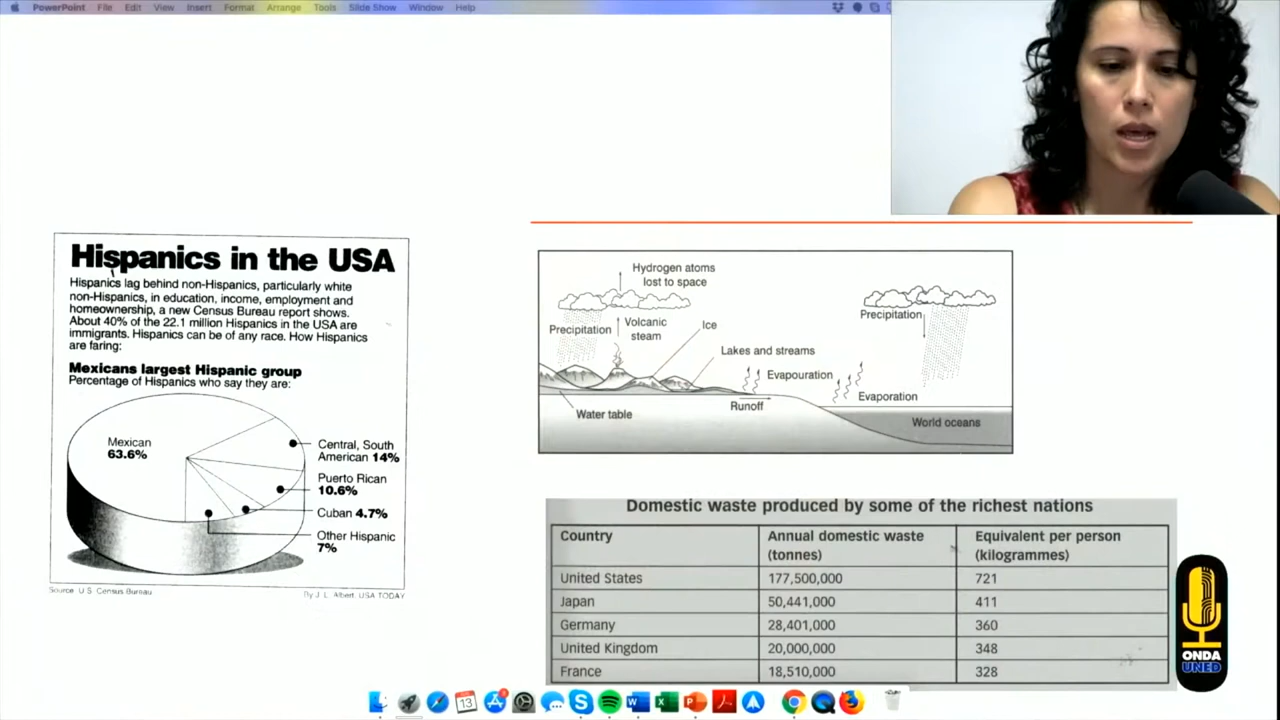 PowerPoint File Edit View Insert Format Arrange Tools Slide Show Window Help
Hispanics in the USA
Hispanics lag behind non-Hispanics, particularly white
non-Hispanics, in education, income, employment and
homeownership, a new Census Bureau report shows.
About 40% of the 22.1 million Hispanics in the USA are
immigrants. Hispanics can be of any race. How Hispanics
are faring:
Mexicans largest Hispanic group
Percentage of Hispanics who say they are:
Mexican
63.6%
Central, South
American 14%
Puerto Rican
10.6%
Cuban 4.7%
Other Hispanic
7%
Source: U.S. Census Bureau
By J. L. Albert, USA TODAY
Hydrogen atoms
lost to space
Precipitation
Volcanic
steam
Ice
Lakes and streams
Evapouration
Water table
Runoff
Precipitation
Evaporation
World oceans
Domestic waste produced by some of the richest nations
Country Annual domestic waste Equivalent per person
(tonnes) (kilogrammes)
United States 177,500,000 721
Japan 50,441,000 411
Germany 28,401,000 360
United Kingdom 20,000,000 348
France 18,510,000 328
ONDA
UNED
13